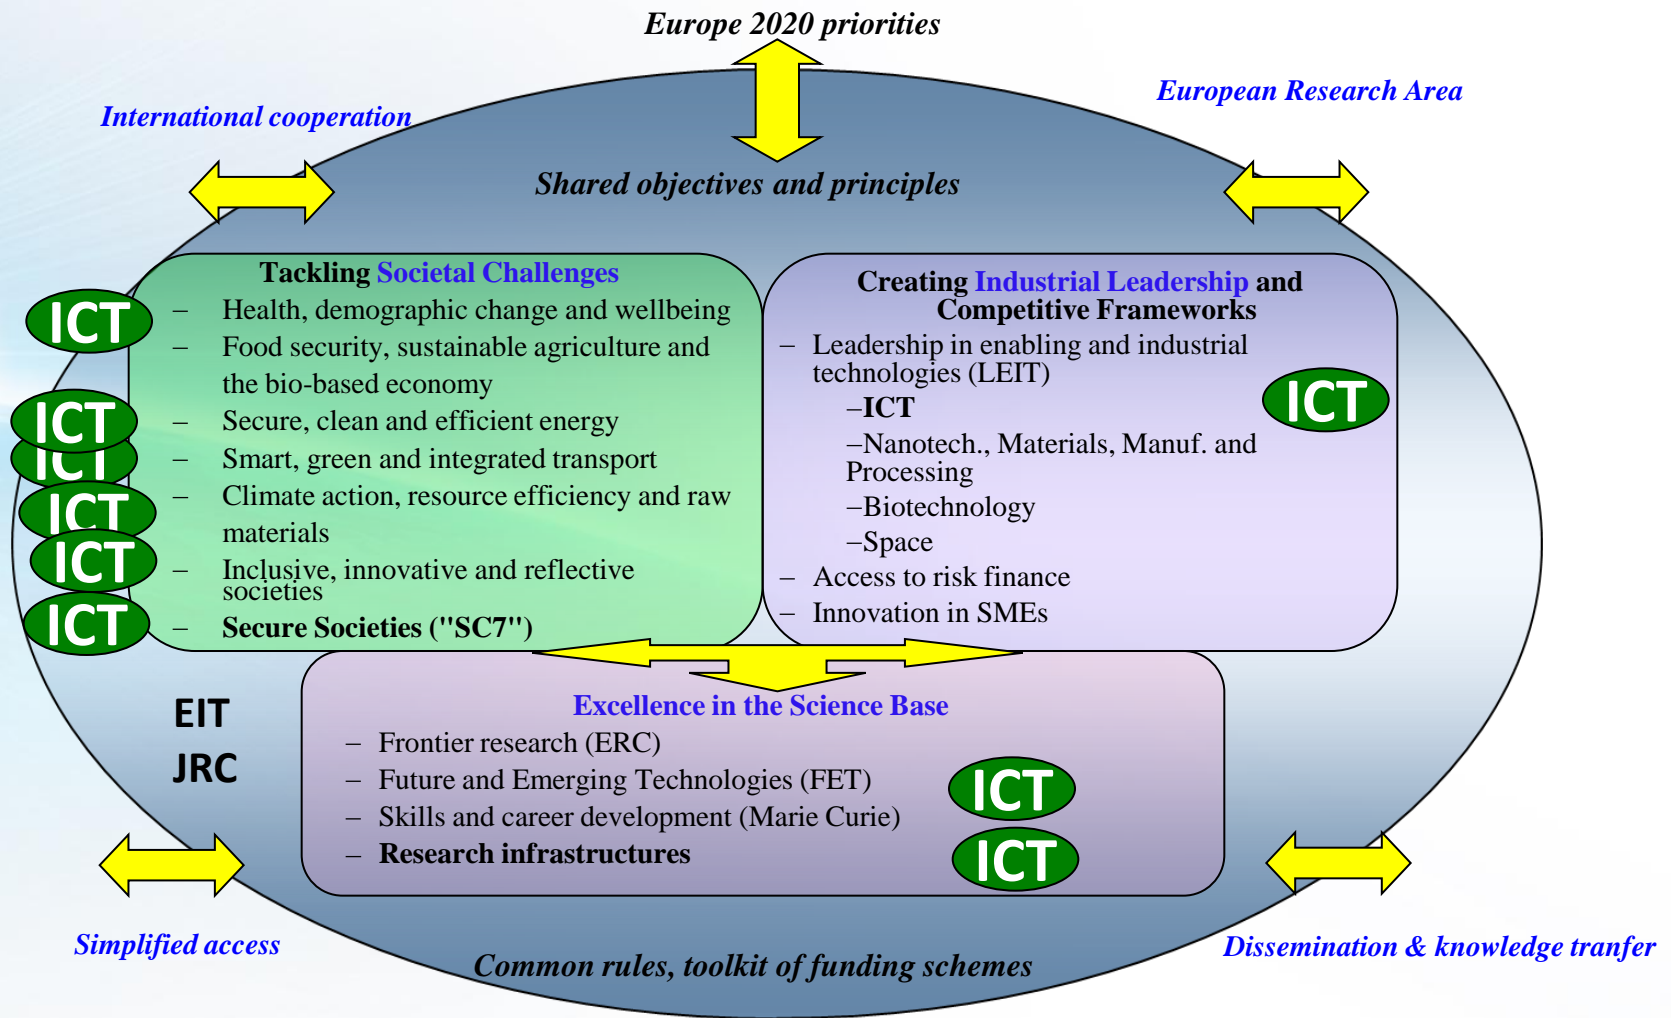 Europe 2020 priorities
International cooperation
European Research Area
Shared objectives and principles
Tackling Societal Challenges
– Health, demographic change and wellbeing
– Food security, sustainable agriculture and
the bio-based economy
– Secure, clean and efficient energy
– Smart, green and integrated transport
– Climate action, resource efficiency and raw
materials
– Inclusive, innovative and reflective
societies
– Secure Societies ("SC7")
ICT
ICT
ICT
ICT
ICT
ICT
Creating Industrial Leadership and
Competitive Frameworks
– Leadership in enabling and industrial
technologies (LEIT)
–ICT
–Nanotech., Materials, Manuf. and
Processing
–Biotechnology
–Space
– Access to risk finance
– Innovation in SMEs
ICT
Excellence in the Science Base
– Frontier research (ERC)
– Future and Emerging Technologies (FET)
– Skills and career development (Marie Curie)
– Research infrastructures
ICT
ICT
EIT
JRC
Simplified access
Dissemination & knowledge tranfer
Common rules, toolkit of funding schemes